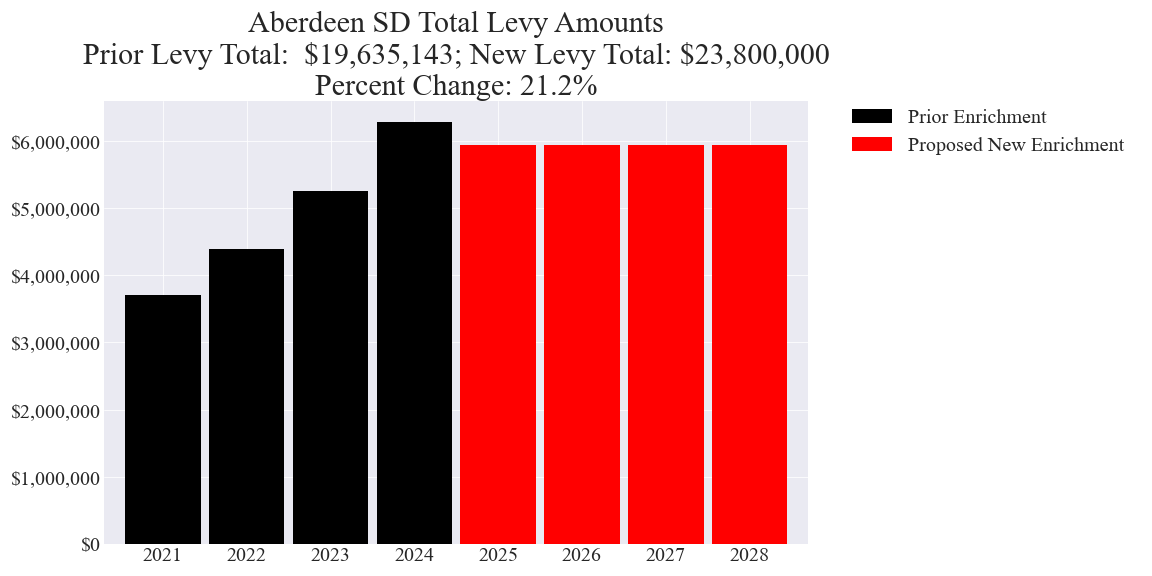 Aberdeen SD Total Levy Amounts
Prior Levy Total:  $19,635,143; New Levy Total: $23,800,000
Percent Change: 21.2%
Prior Enrichment
Proposed New Enrichment
$6,000,000
$5,000,000
$4,000,000
$3,000,000
$2,000,000
$1,000,000
$0
2021 2022 2023 2024 2025 2026 2027 2028